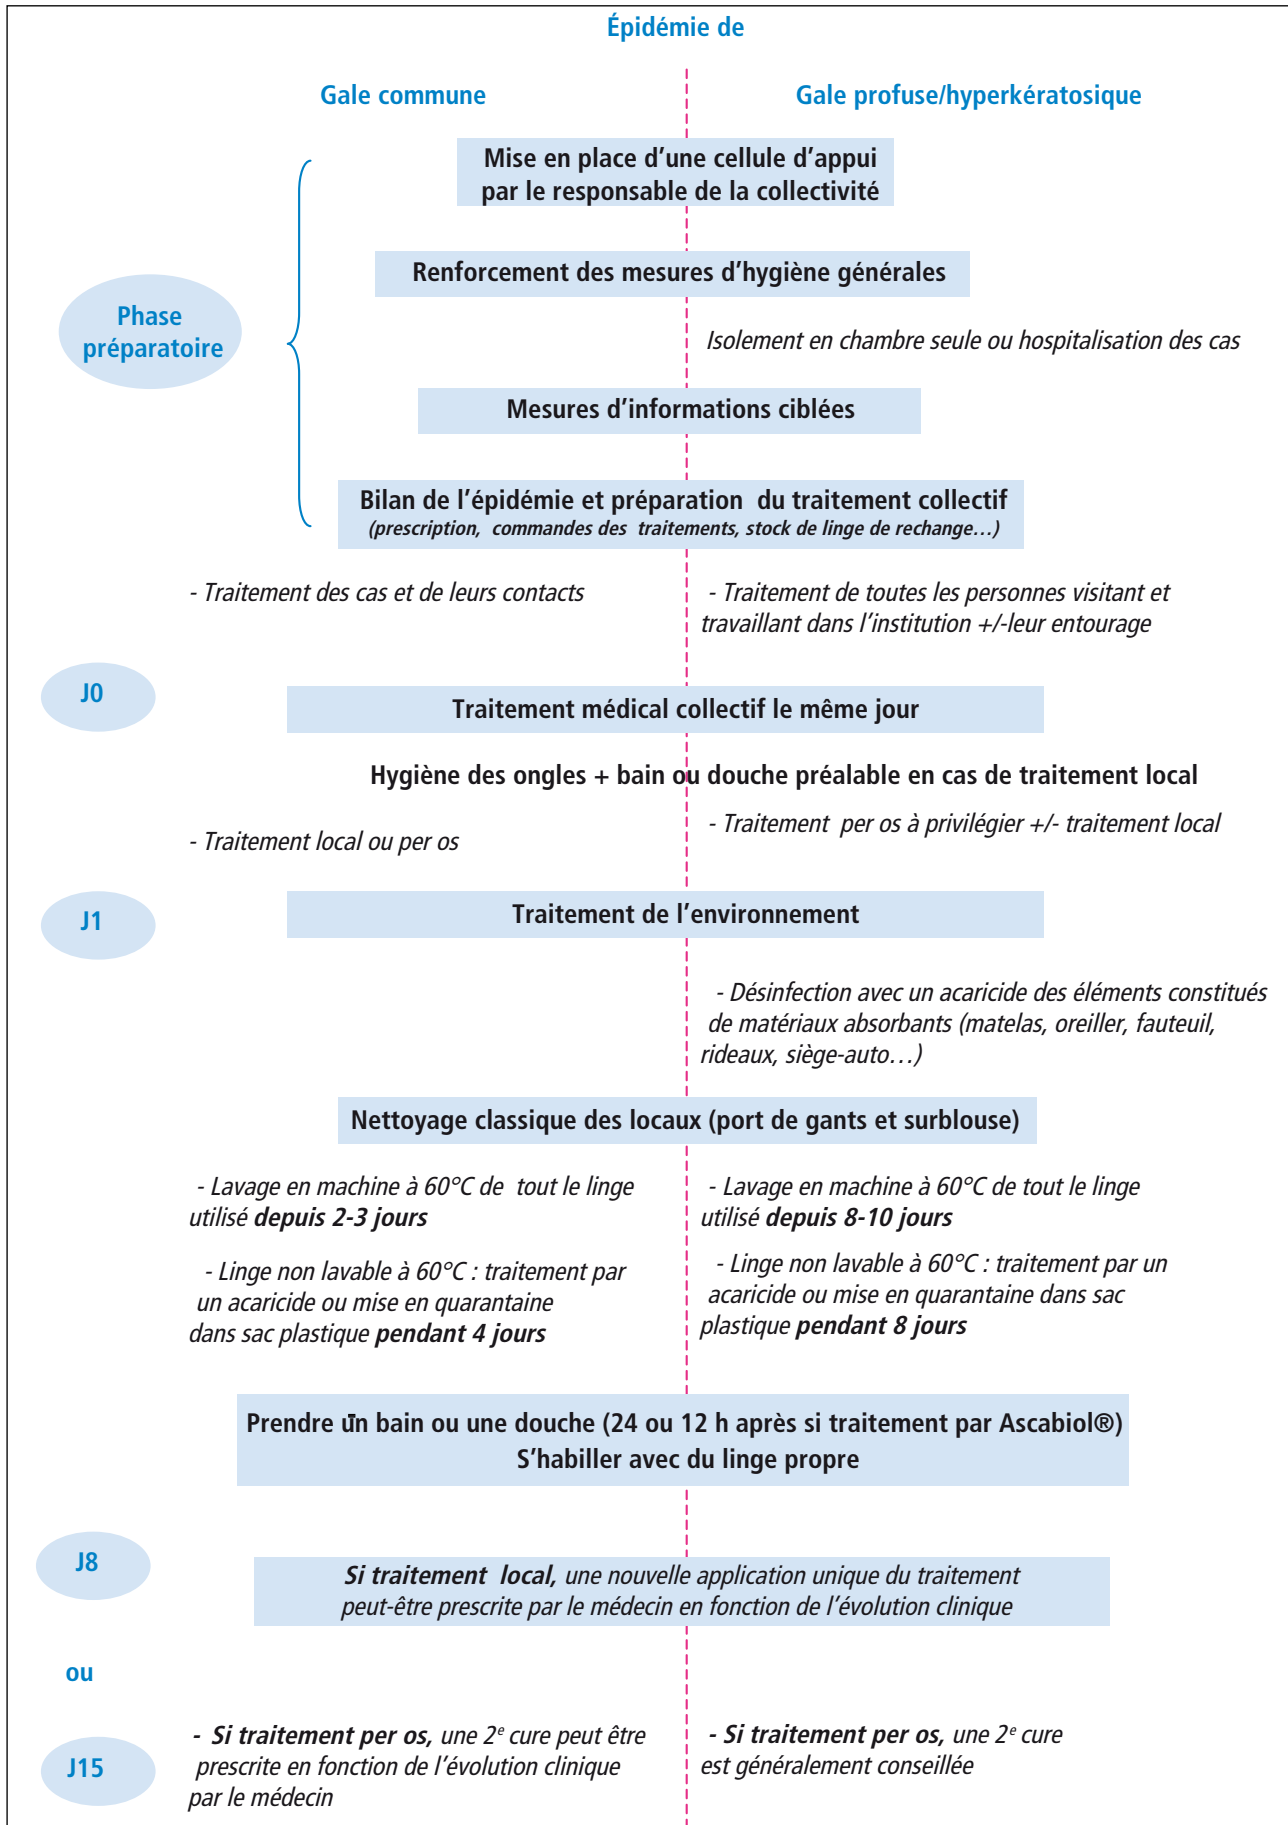 Épidémie de
Gale commune
Gale profuse/hyperkératosique
Mise en place d'une cellule d'appui
par le responsable de la collectivité
Renforcement des mesures d'hygiène générales
Phase
préparatoire
Isolement en chambre seule ou hospitalisation des cas
Mesures d'informations ciblées
Bilan de l'épidémie et préparation du traitement collectif
(prescription, commandes des traitements, stock de linge de rechange…)
- Traitement des cas et de leurs contacts
- Traitement de toutes les personnes visitant et
travaillant dans l'institution +/-leur entourage
J0
Traitement médical collectif le même jour
Hygiène des ongles + bain ou douche préalable en cas de traitement local
- Traitement local ou per os
- Traitement per os à privilégier +/- traitement local
J1
Traitement de l'environnement
- Désinfection avec un acaricide des éléments constitués
de matériaux absorbants (matelas, oreiller, fauteuil,
rideaux, siège-auto…)
Nettoyage classique des locaux (port de gants et surblouse)
- Lavage en machine à 60°C de tout le linge
utilisé depuis 2-3 jours
- Linge non lavable à 60°C : traitement par
un acaricide ou mise en quarantaine
dans sac plastique pendant 4 jours
- Lavage en machine à 60°C de tout le linge
utilisé depuis 8-10 jours
- Linge non lavable à 60°C : traitement par un
acaricide ou mise en quarantaine dans sac
plastique pendant 8 jours
Prendre un bain ou une douche (24 ou 12 h après si traitement par Ascabiol®)
S'habiller avec du linge propre
J8
Si traitement local, une nouvelle application unique du traitement
peut-être prescrite par le médecin en fonction de l'évolution clinique
ou
J15
- Si traitement per os, une 2e cure peut être
prescrite en fonction de l'évolution clinique
par le médecin
- Si traitement per os, une 2e cure
est généralement conseillée